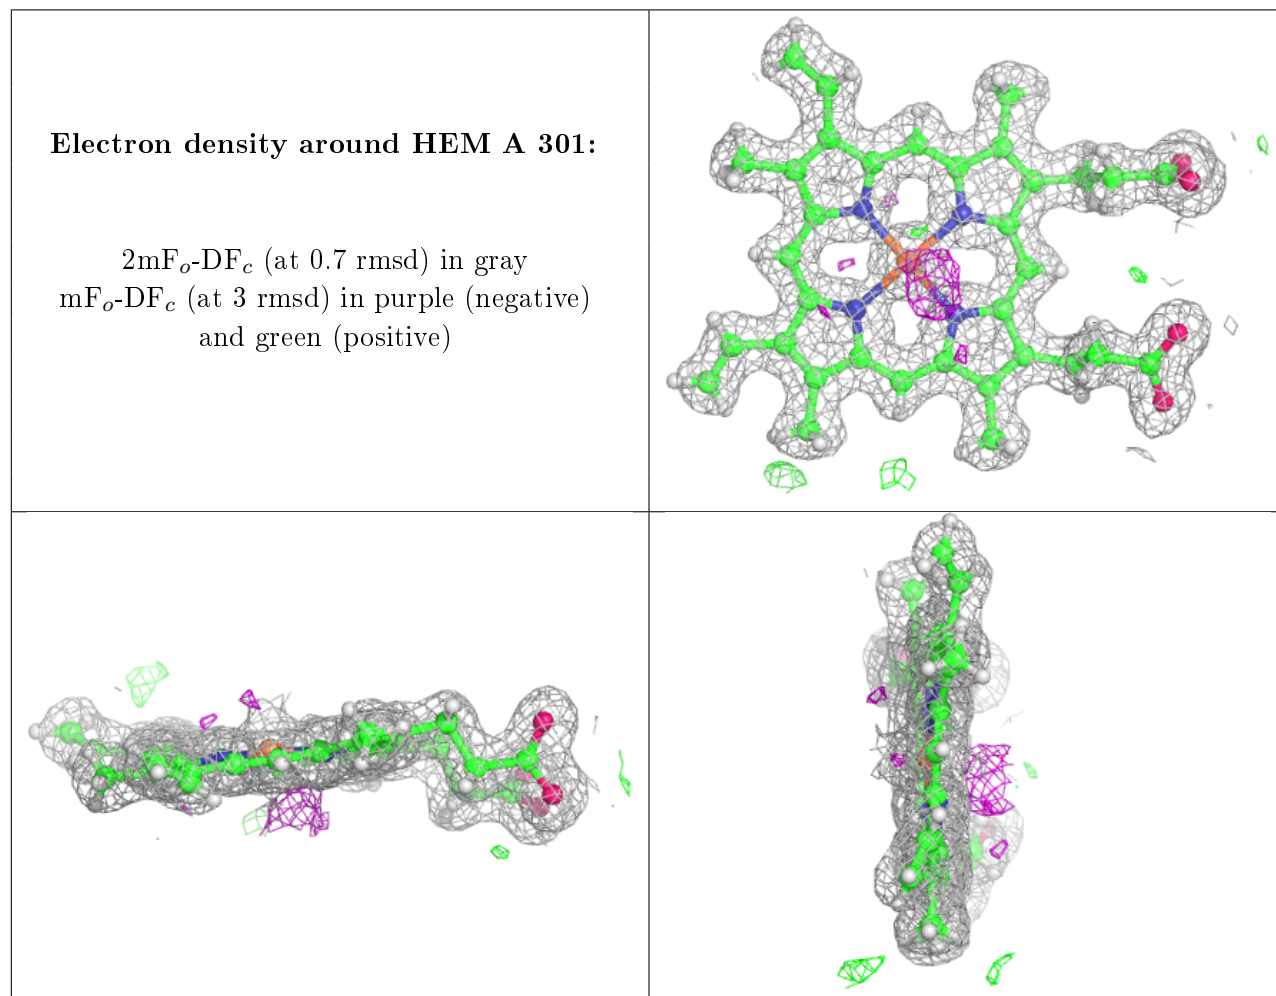 Electron density around HEM A 301:
2mFo-DFc (at 0.7 rmsd) in gray
mFo-DFc (at 3 rmsd) in purple (negative)
and green (positive)